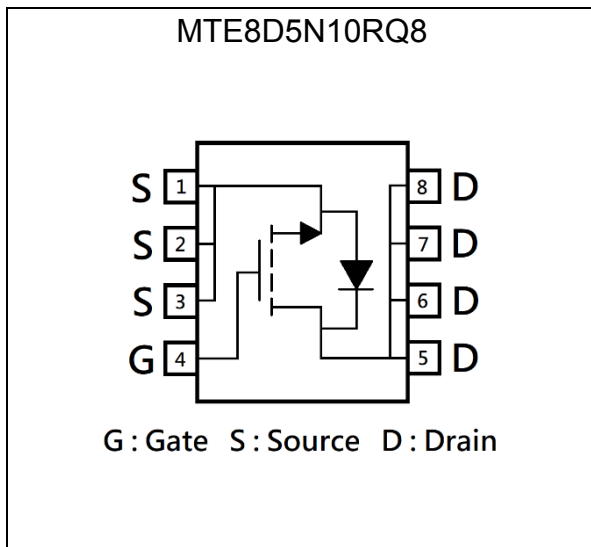 MTE8D5N10RQ8
S 1 8 D
S 2 7 D
S 3 6 D
G 4 5 D
G : Gate S : Source D : Drain